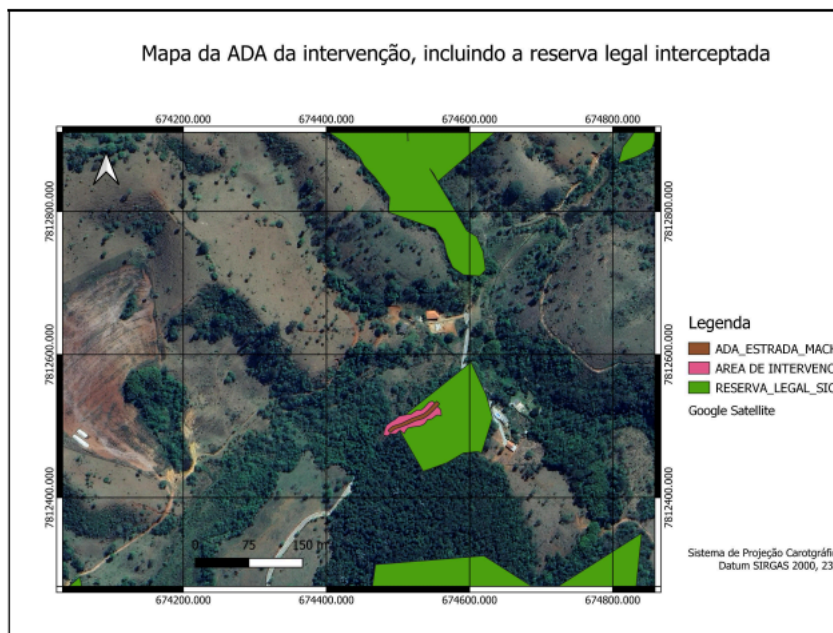 Mapa da ADA da intervenção, incluindo a reserva legal interceptada
674200.000 674400.000 674600.000 674800.000
7812800.000 7812800.000
7812600.000 7812600.000
7812400.000 7812400.000
Legenda
ADA_ESTRADA_MACH
AREA DE INTERVENC
RESERVA_LEGAL_SIC
Google Satellite
0 75 150 m
Sistema de Projeção Carotgráfi
Datum SIRGAS 2000, 23
674200.000 674400.000 674600.000 674800.000